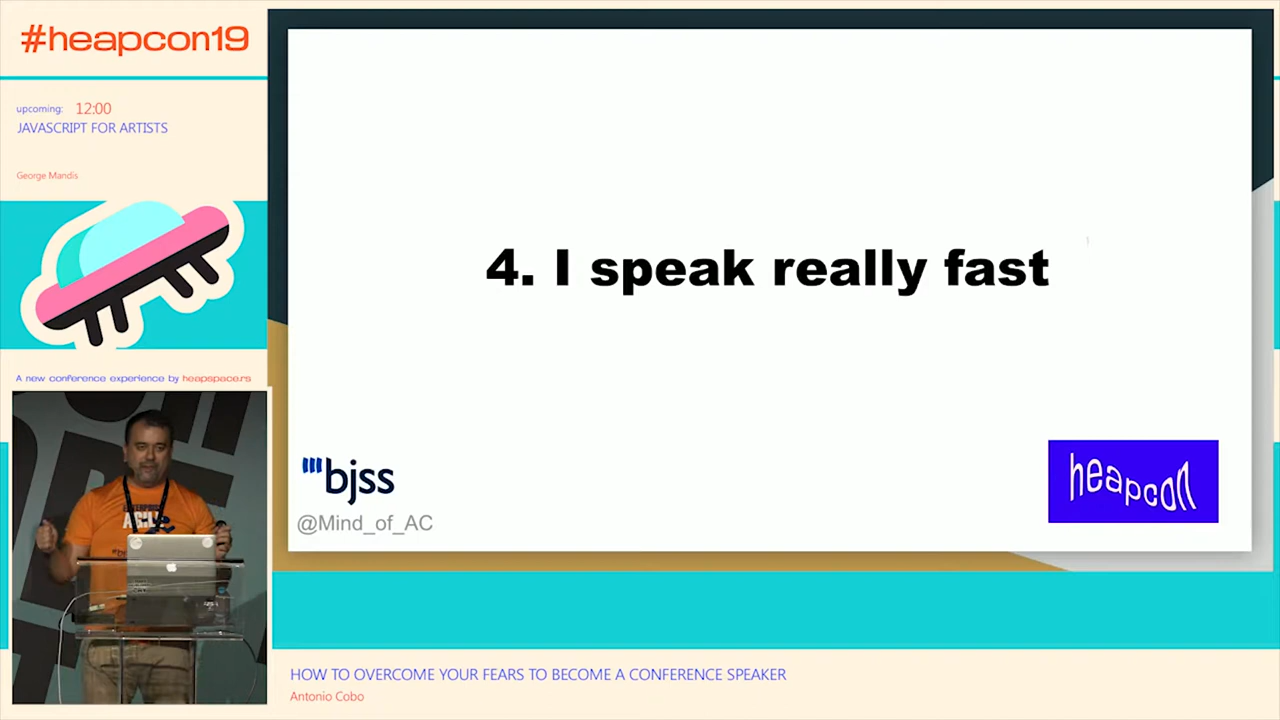 #heapcon19
upcoming: 12:00
JAVASCRIPT FOR ARTISTS
George Mandis
A new conference experience by heapspace.rs
4. I speak really fast
bjss
@Mind_of_AC
heapcon
AGILE
HOW TO OVERCOME YOUR FEARS TO BECOME A CONFERENCE SPEAKER
Antonio Cobo